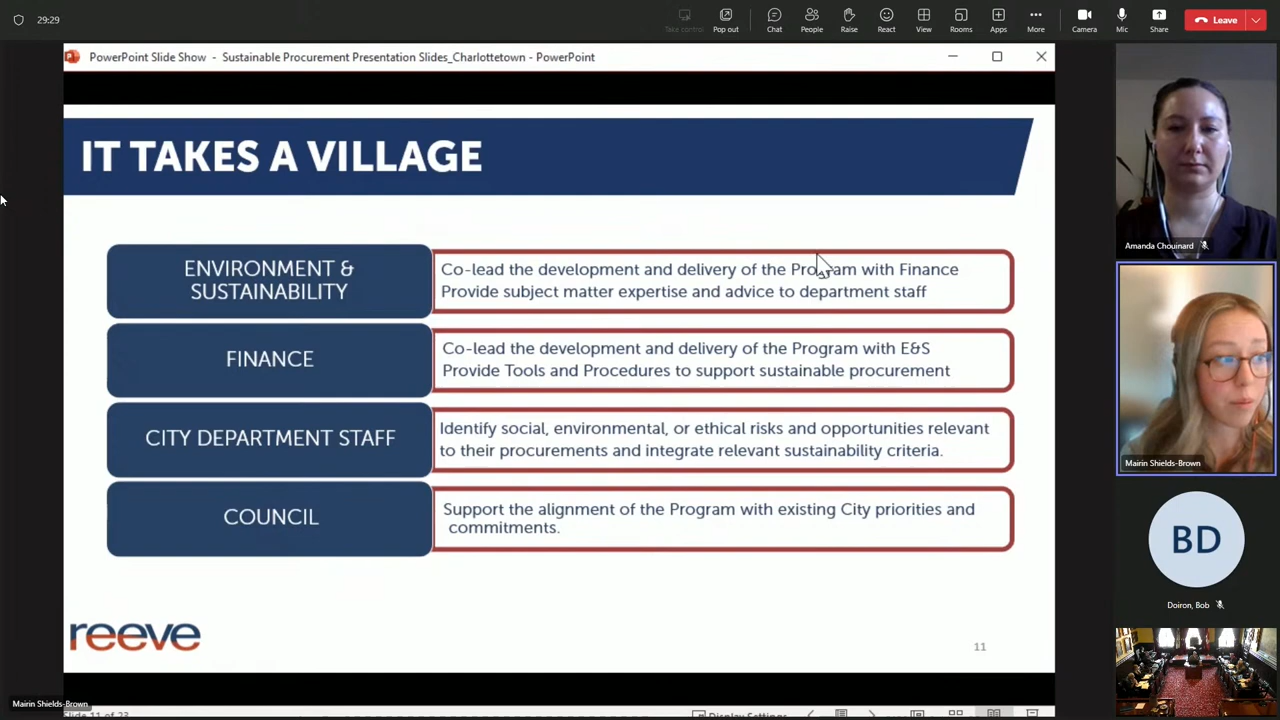 29:29
Take control
Pop out
Chat
People
Raise
React
View
Rooms
Apps
More
Camera
Mic
Share
Leave
PowerPoint Slide Show - Sustainable Procurement Presentation Slides_Charlottetown - PowerPoint
IT TAKES A VILLAGE
ENVIRONMENT &
SUSTAINABILITY
Co-lead the development and delivery of the Program with Finance
Provide subject matter expertise and advice to department staff
FINANCE
Co-lead the development and delivery of the Program with E&S
Provide Tools and Procedures to support sustainable procurement
CITY DEPARTMENT STAFF
Identify social, environmental, or ethical risks and opportunities relevant
to their procurements and integrate relevant sustainability criteria.
COUNCIL
Support the alignment of the Program with existing City priorities and
commitments.
reeve
11
Amanda Chouinard
Mairin Shields-Brown
BD
Doiron, Bob
Mairin Shields-Brown
Slide 11 of 23
Display Settings